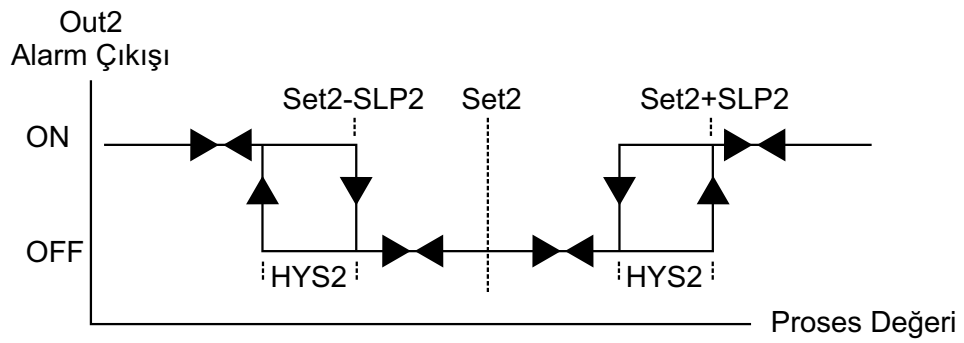 Out2
Alarm Çıkışı
Set2-SLP2 Set2 Set2+SLP2
ON
OFF
HYS2 HYS2
Proses Değeri